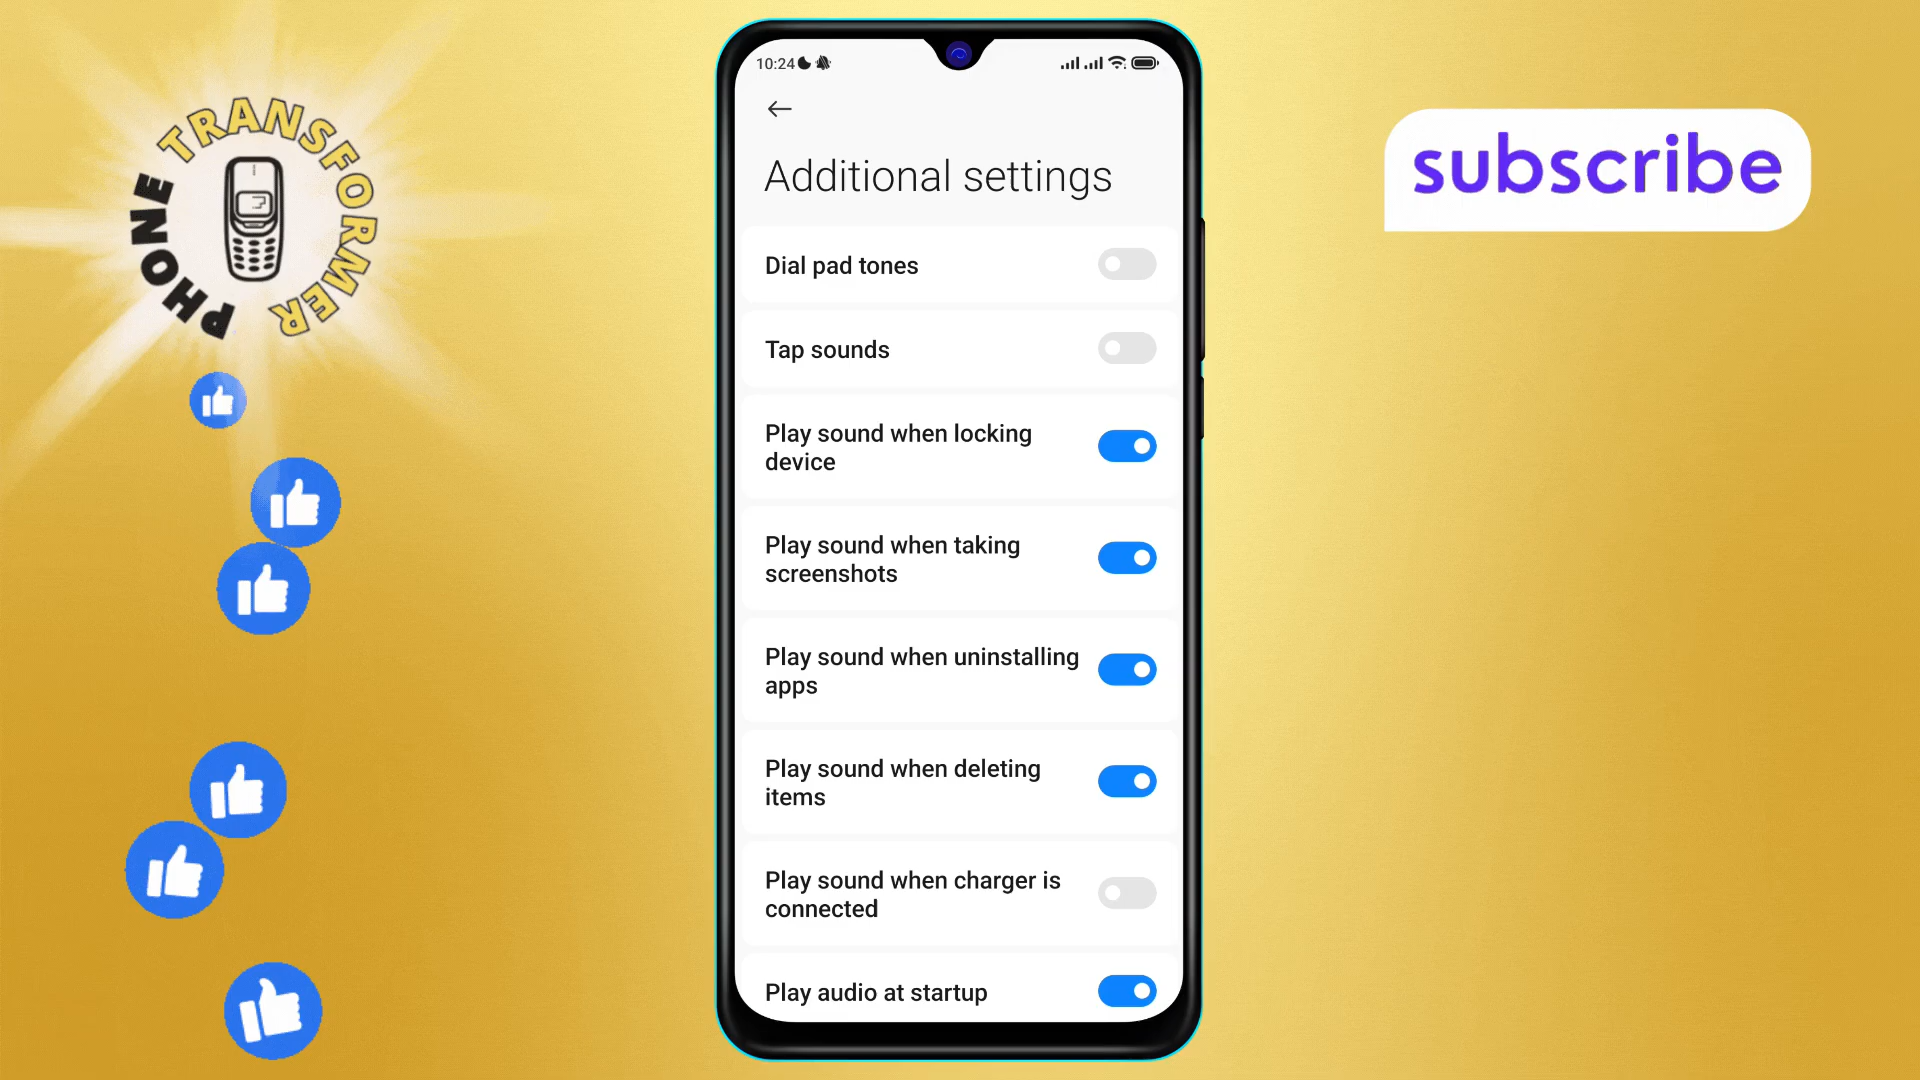 PHONE TRANSFORMER
subscribe
10:24
Additional settings
Dial pad tones
Tap sounds
Play sound when locking
device
Play sound when taking
screenshots
Play sound when uninstalling
apps
Play sound when deleting
items
Play sound when charger is
connected
Play audio at startup